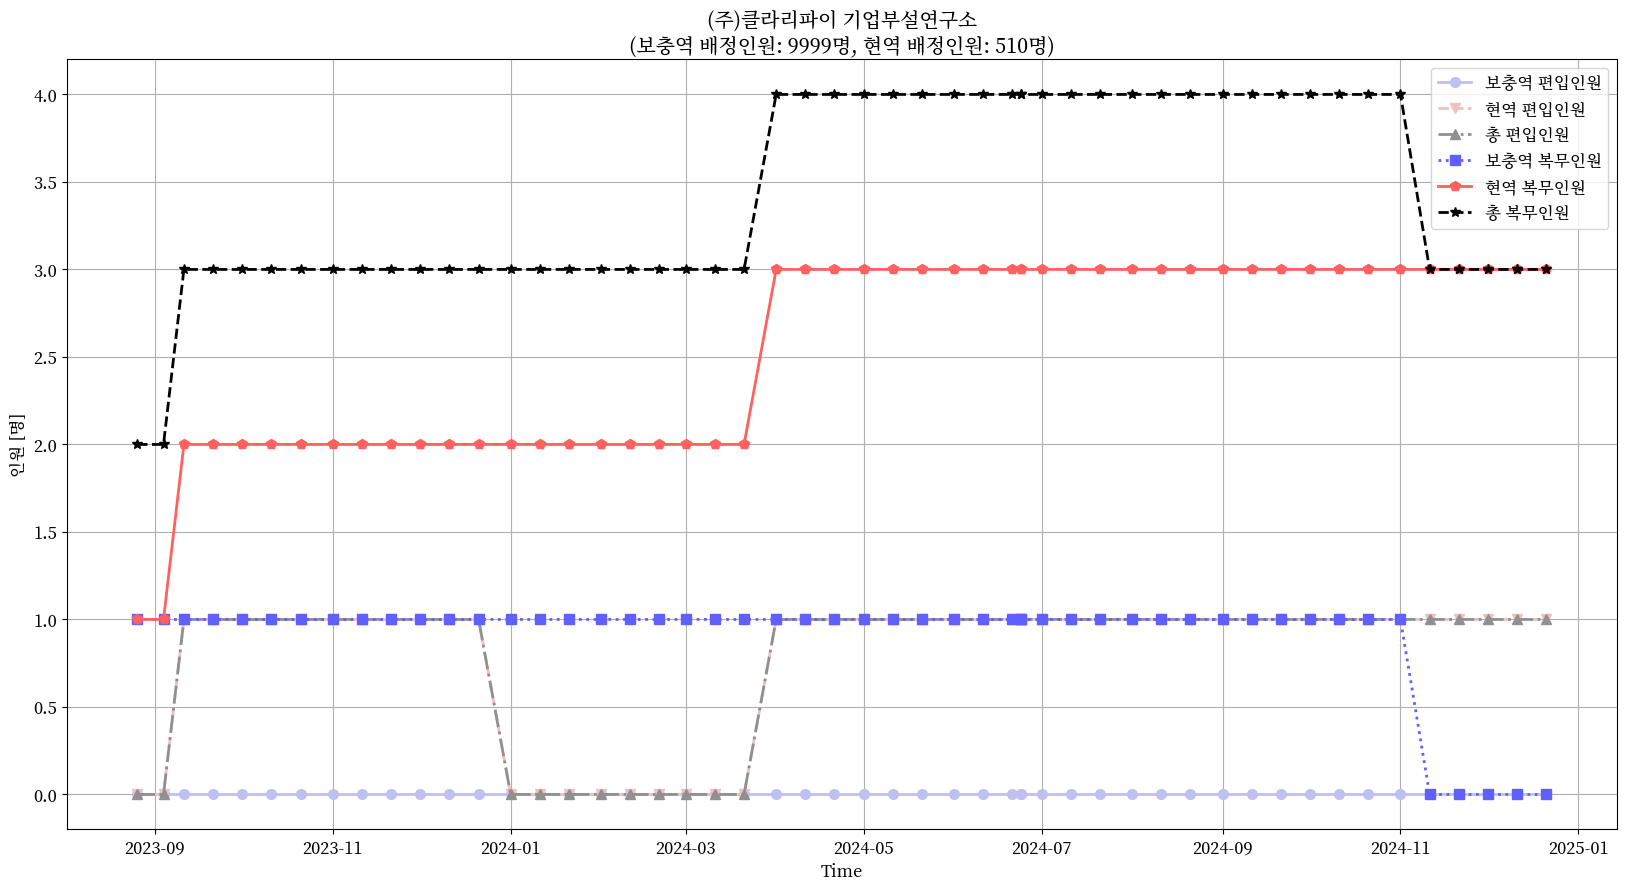 (주)클라리파이 기업부설연구소
(보충역 배정인원: 9999명, 현역 배정인원: 510명)
보충역 편입인원
현역 편입인원
총 편입인원
보충역 복무인원
현역 복무인원
총 복무인원
인원 [명]
4.0
3.5
3.0
2.5
2.0
1.5
1.0
0.5
0.0
2023-09
2023-11
2024-01
2024-03
2024-05
2024-07
2024-09
2024-11
2025-01
Time